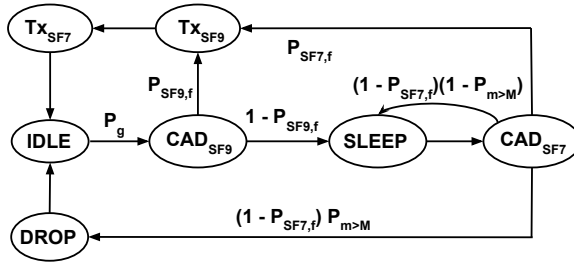 Tx_SF7
Tx_SF9
P_SF7,f
P_SF9,f
(1 - P_SF7,f)(1 - P_m>M)
IDLE
P_g
CAD_SF9
1 - P_SF9,f
SLEEP
CAD_SF7
(1 - P_SF7,f) P_m>M
DROP